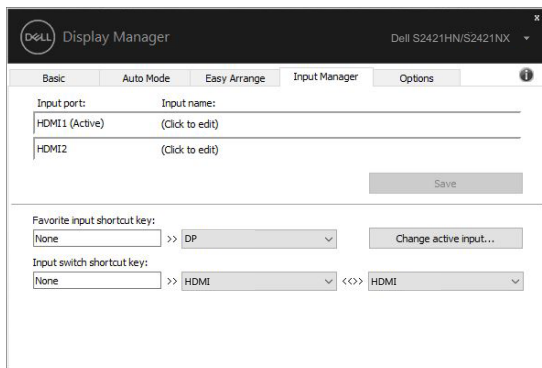 x
DELL Display Manager Dell S2421HN/S2421NX
Basic Auto Mode Easy Arrange Input Manager Options
Input port: Input name:
HDMI1 (Active) (Click to edit)
HDMI2 (Click to edit)
Save
Favorite input shortcut key:
None >> DP Change active input...
Input switch shortcut key:
None >> HDMI <<>> HDMI